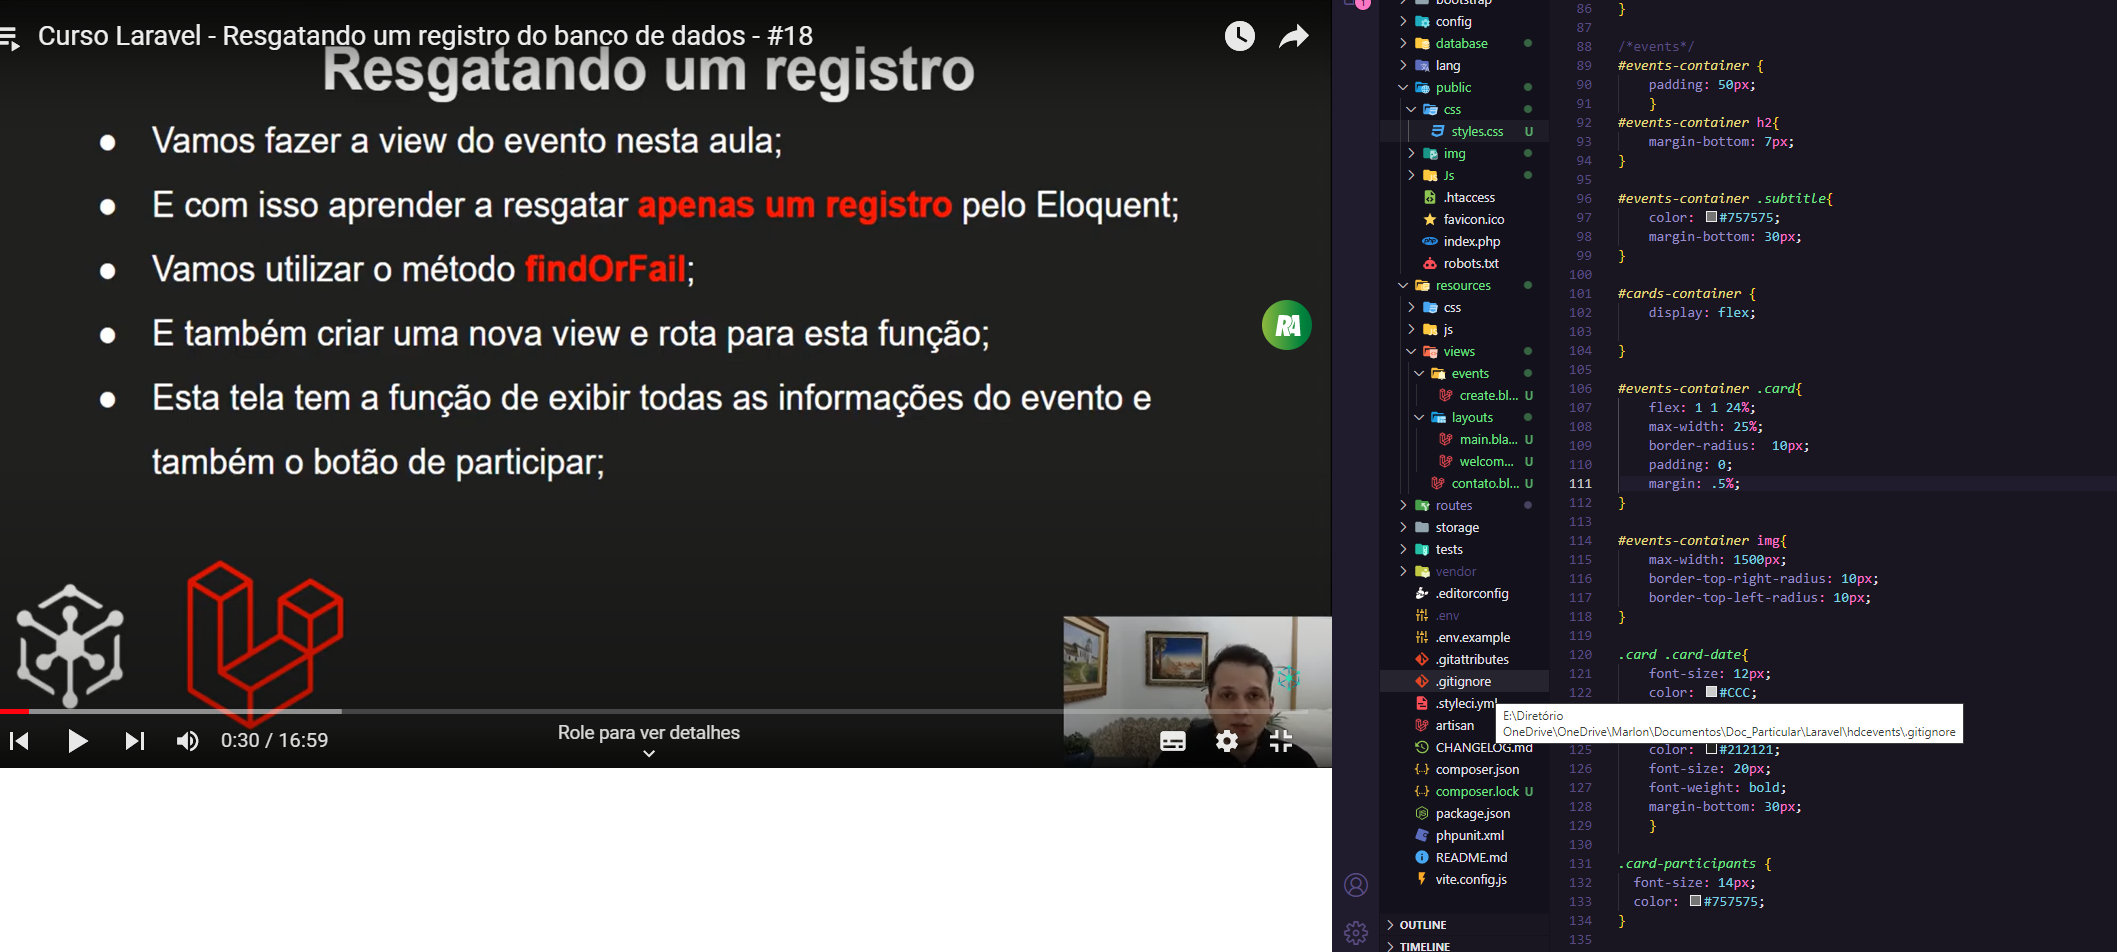 Curso Laravel - Resgatando um registro do banco de dados - #18
Resgatando um registro
● Vamos fazer a view do evento nesta aula;
● E com isso aprender a resgatar apenas um registro pelo Eloquent;
● Vamos utilizar o método findOrFail;
● E também criar uma nova view e rota para esta função;
● Esta tela tem a função de exibir todas as informações do evento e
também o botão de participar;
RA
0:30 / 16:59
Role para ver detalhes
1
bootstrap
config
database
lang
public
css
styles.css U
img
Js
.htaccess
favicon.ico
index.php
robots.txt
resources
css
js
views
events
create.bl... U
layouts
main.bla... U
welcom... U
contato.bl... U
routes
storage
tests
vendor
.editorconfig
.env
.env.example
.gitattributes
.gitignore
.styleci.yml
artisan
CHANGELOG.md
composer.json
composer.lock U
package.json
phpunit.xml
README.md
vite.config.js
OUTLINE
TIMELINE
86 }
87
88 /*events*/
89 #events-container {
90 padding: 50px;
91 }
92 #events-container h2{
93 margin-bottom: 7px;
94 }
95
96 #events-container .subtitle{
97 color: #757575;
98 margin-bottom: 30px;
99 }
100
101 #cards-container {
102 display: flex;
103
104 }
105
106 #events-container .card{
107 flex: 1 1 24%;
108 max-width: 25%;
109 border-radius:  10px;
110 padding: 0;
111 margin: .5%;
112 }
113
114 #events-container img{
115 max-width: 1500px;
116 border-top-right-radius: 10px;
117 border-top-left-radius: 10px;
118 }
119
120 .card .card-date{
121 font-size: 12px;
122 color: #CCC;
E:\Diretório
OneDrive\OneDrive\Marlon\Documentos\Doc_Particular\Laravel\hdcevents\.gitignore
125 color: #212121;
126 font-size: 20px;
127 font-weight: bold;
128 margin-bottom: 30px;
129 }
130
131 .card-participants {
132 font-size: 14px;
133 color: #757575;
134 }
135